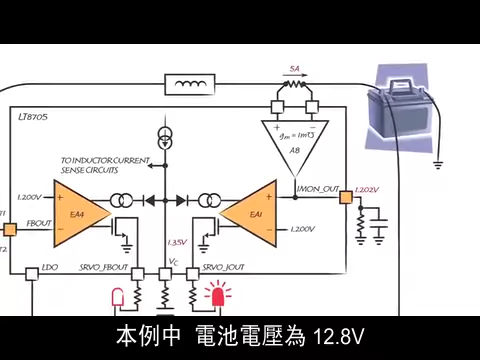 5A
LT8705
gm = 1m℧
A8
TO INDUCTOR CURRENT
SENSE CIRCUITS
IMON_OUT
1.202V
1.200V
EA4
EA1
FBOUT
1.200V
T2
1.35V
LDO
SRVO_FBOUT
VC
SRVO_IOUT
本例中 電池電壓為 12.8V